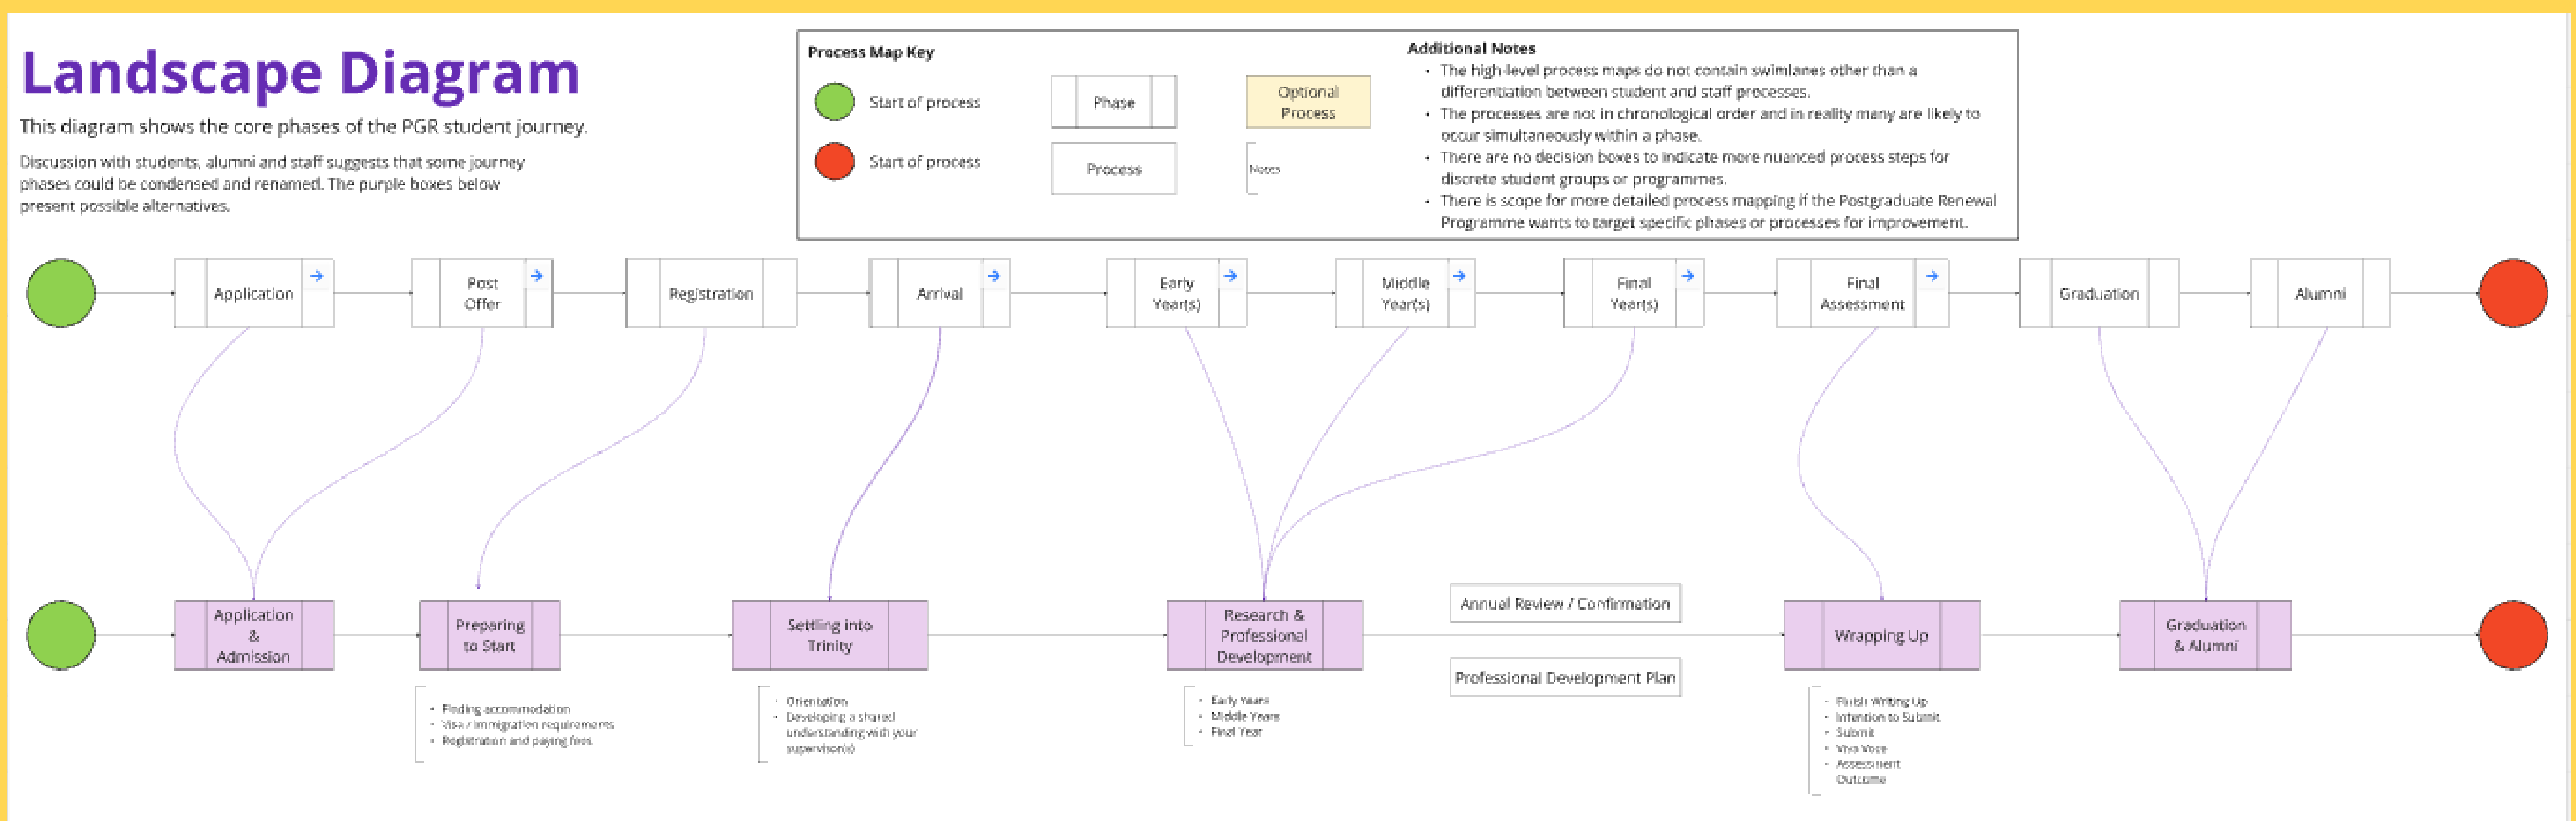 Landscape Diagram
This diagram shows the core phases of the PGR student journey.
Discussion with students, alumni and staff suggests that some journey
phases could be condensed and renamed. The purple boxes below
present possible alternatives.
Process Map Key
Start of process
Start of process
Phase
Process
Optional
Process
Notes
Additional Notes
· The high-level process maps do not contain swimlanes other than a
differentiation between student and staff processes.
· The processes are not in chronological order and in reality many are likely to
occur simultaneously within a phase.
· There are no decision boxes to indicate more nuanced process steps for
discrete student groups or programmes.
· There is scope for more detailed process mapping if the Postgraduate Renewal
Programme wants to target specific phases or processes for improvement.
Application
Post
Offer
Registration
Arrival
Early
Year(s)
Middle
Year(s)
Final
Year(s)
Final
Assessment
Graduation
Alumni
Application
&
Admission
Preparing
to Start
Settling into
Trinity
Research &
Professional
Development
Annual Review / Confirmation
Professional Development Plan
Wrapping Up
Graduation
& Alumni
· Finding accommodation
· Visa / Immigration requirements
· Registration and paying fees
· Orientation
· Developing a shared
understanding with your
supervisor(s)
· Early Years
· Middle Years
· Final Year
· Finish Writing Up
· Intention to Submit
· Submit
· Viva Voce
· Assessment
Outcome